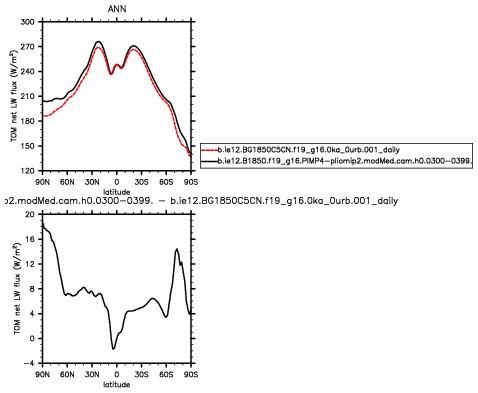 ANN
TOM net LW flux (W/m²)
300
270
240
210
180
150
120
90N 60N 30N 0 30S 60S 90S
latitude
b.ie12.BG1850C5CN.f19_g16.0ka_0urb.001_daily
b.ie12.B1850.f19_g16.PlMP4-pliomip2.modMed.cam.h0.0300-0399.
p2.modMed.cam.h0.0300-0399. - b.ie12.BG1850C5CN.f19_g16.0ka_0urb.001_daily
TOM net LW flux (W/m²)
20
16
12
8
4
0
-4
90N 60N 30N 0 30S 60S 90S
latitude